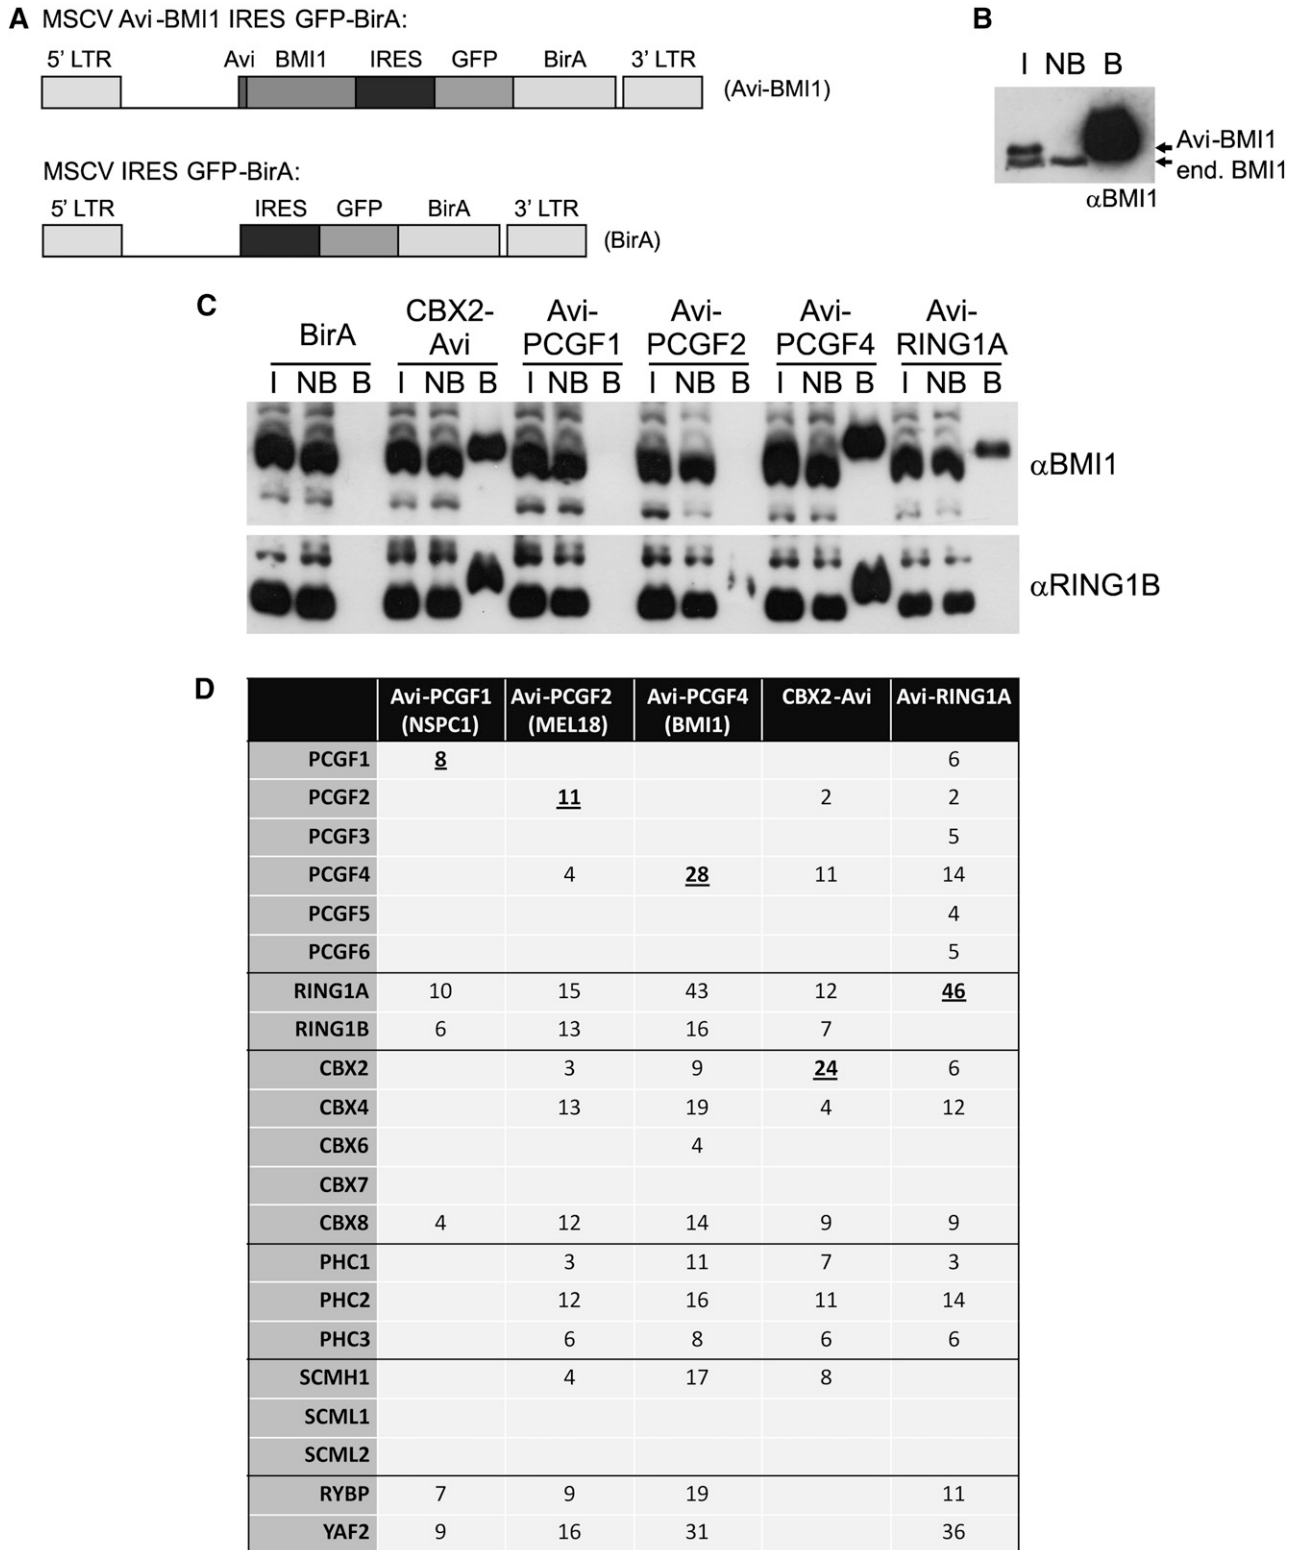 A MSCV Avi-BMI1 IRES GFP-BirA:
5' LTR Avi BMI1 IRES GFP BirA 3' LTR
(Avi-BMI1)
MSCV IRES GFP-BirA:
5' LTR IRES GFP BirA 3' LTR
(BirA)
B
I NB B
Avi-BMI1
end. BMI1
αBMI1
C
BirA CBX2-Avi Avi-PCGF1 Avi-PCGF2 Avi-PCGF4 Avi-RING1A
I NB B I NB B I NB B I NB B I NB B I NB B
αBMI1
αRING1B
D
Avi-PCGF1 (NSPC1) Avi-PCGF2 (MEL18) Avi-PCGF4 (BMI1) CBX2-Avi Avi-RING1A
PCGF1 8 6
PCGF2 11 2 2
PCGF3 5
PCGF4 4 28 11 14
PCGF5 4
PCGF6 5
RING1A 10 15 43 12 46
RING1B 6 13 16 7
CBX2 3 9 24 6
CBX4 13 19 4 12
CBX6 4
CBX7
CBX8 4 12 14 9 9
PHC1 3 11 7 3
PHC2 12 16 11 14
PHC3 6 8 6 6
SCMH1 4 17 8
SCML1
SCML2
RYBP 7 9 19 11
YAF2 9 16 31 36